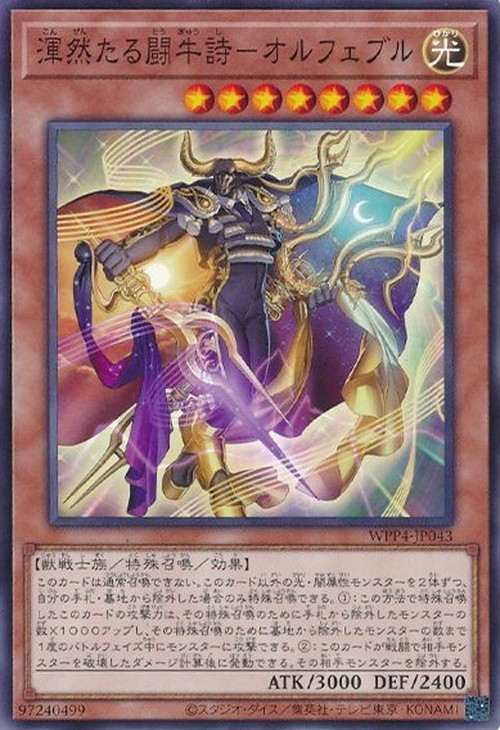 渾然たる闘牛詩－オルフェブル
光
WPP4-JP043
【獣戦士族／特殊召喚／効果】
このカードは通常召喚できない。このカード以外の光・闇属性モンスターを２体ずつ、
自分の手札・墓地から除外した場合のみ特殊召喚できる。①：この方法で特殊召喚
したこのカードの攻撃力は、その特殊召喚のために手札から除外したモンスターの
数×１０００アップし、その特殊召喚のために墓地から除外したモンスターの数まで
１度のバトルフェイズ中にモンスターに攻撃できる。②：このカードが戦闘で相手モンス
ターを破壊したダメージ計算後に発動できる。その相手モンスターを除外する。
ATK/3000 DEF/2400
97240499
©スタジオ・ダイス／集英社・テレビ東京・KONAMI